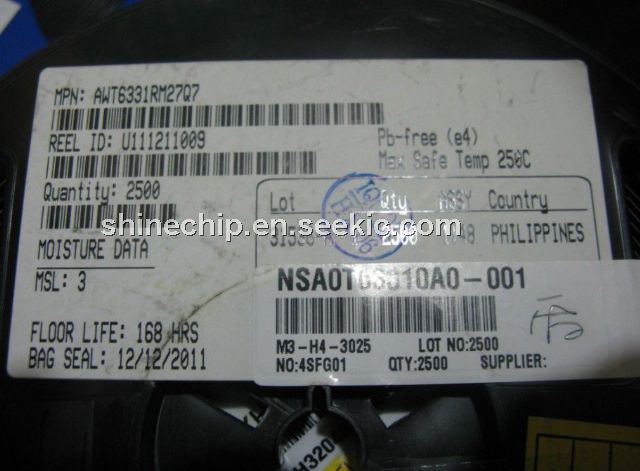 MPN: AWT6331RM27Q7
REEL ID: U111211009
Pb-free (e4)
Max Safe Temp 250C
Quantity: 2500
Lot Qty ASSY Country
2500 PHILIPPINES
shinechip.en.seekic.com
MOISTURE DATA
MSL: 3
FLOOR LIFE: 168 HRS
BAG SEAL: 12/12/2011
M3-H4-3025 LOT NO:2500
NO:4SFG01 QTY:2500 SUPPLIER: